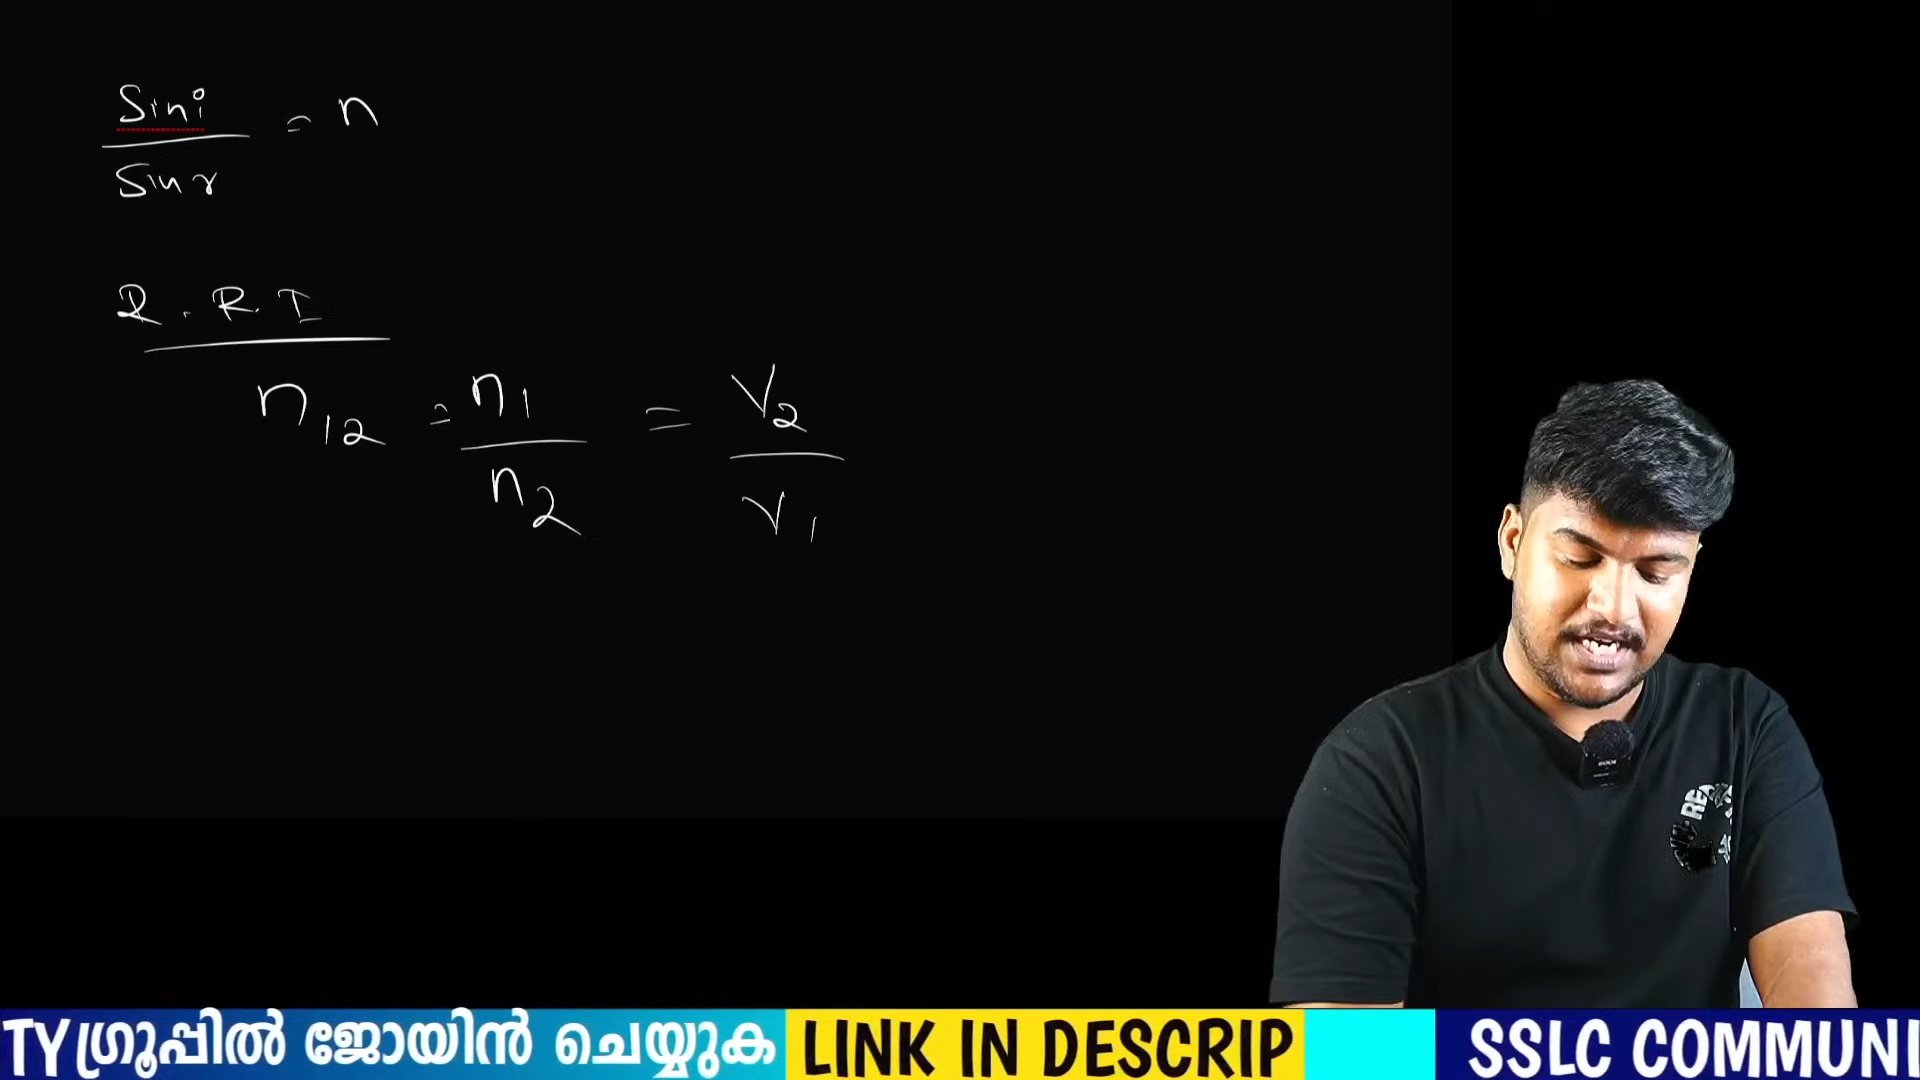 Sin i / Sin r = n
R. R. I
n12 = n1 / n2 = V2 / V1
TY ഗ്രൂപ്പിൽ ജോയിൻ ചെയ്യുക LINK IN DESCRIP SSLC COMMUNI